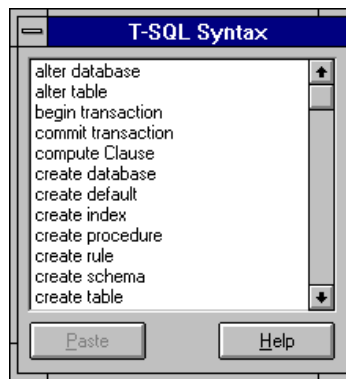 T-SQL Syntax
alter database
alter table
begin transaction
commit transaction
compute Clause
create database
create default
create index
create procedure
create rule
create schema
create table
Paste
Help